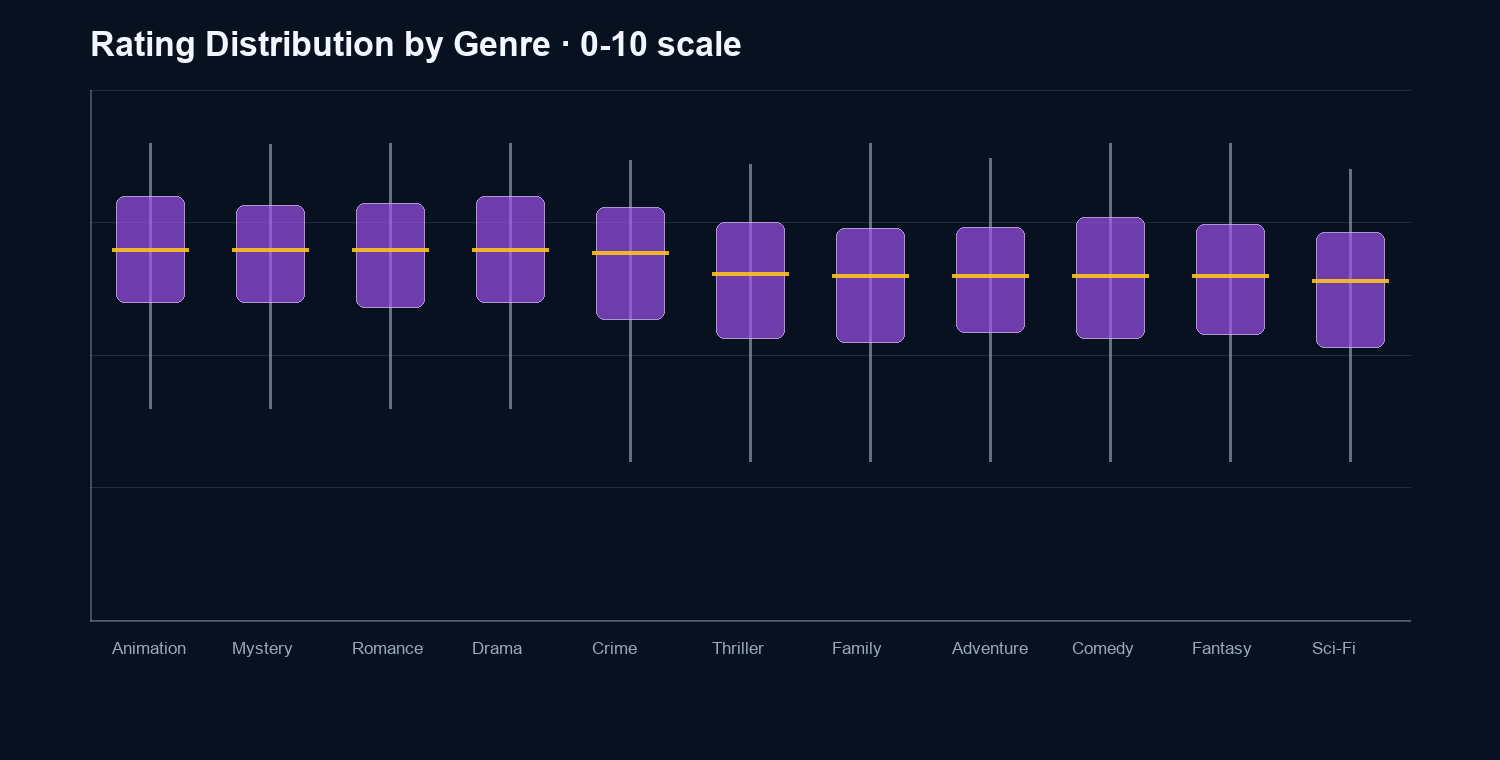 Rating Distribution by Genre · 0-10 scale
Animation Mystery Romance Drama Crime Thriller Family Adventure Comedy Fantasy Sci-Fi